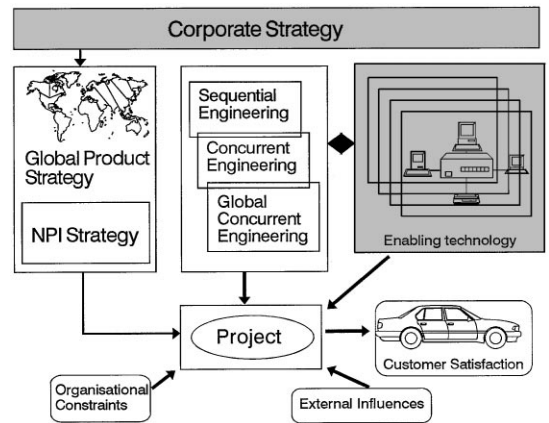 Corporate Strategy
Global Product
Strategy
NPI Strategy
Sequential
Engineering
Concurrent
Engineering
Global
Concurrent
Engineering
Enabling technology
Project
Customer Satisfaction
Organisational
Constraints
External Influences